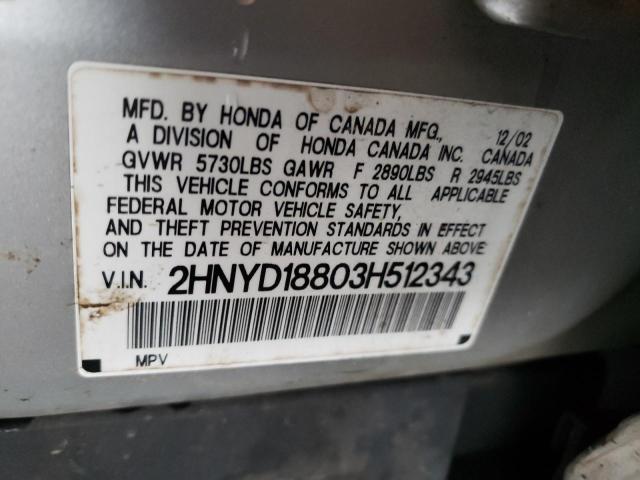 MFD. BY HONDA OF CANADA MFG., 12/02
A DIVISION OF HONDA CANADA INC. CANADA
GVWR 5730LBS GAWR F 2890LBS R 2945LBS
THIS VEHICLE CONFORMS TO ALL APPLICABLE
FEDERAL MOTOR VEHICLE SAFETY,
AND THEFT PREVENTION STANDARDS IN EFFECT
ON THE DATE OF MANUFACTURE SHOWN ABOVE
V.I.N. 2HNYD18803H512343
MPV